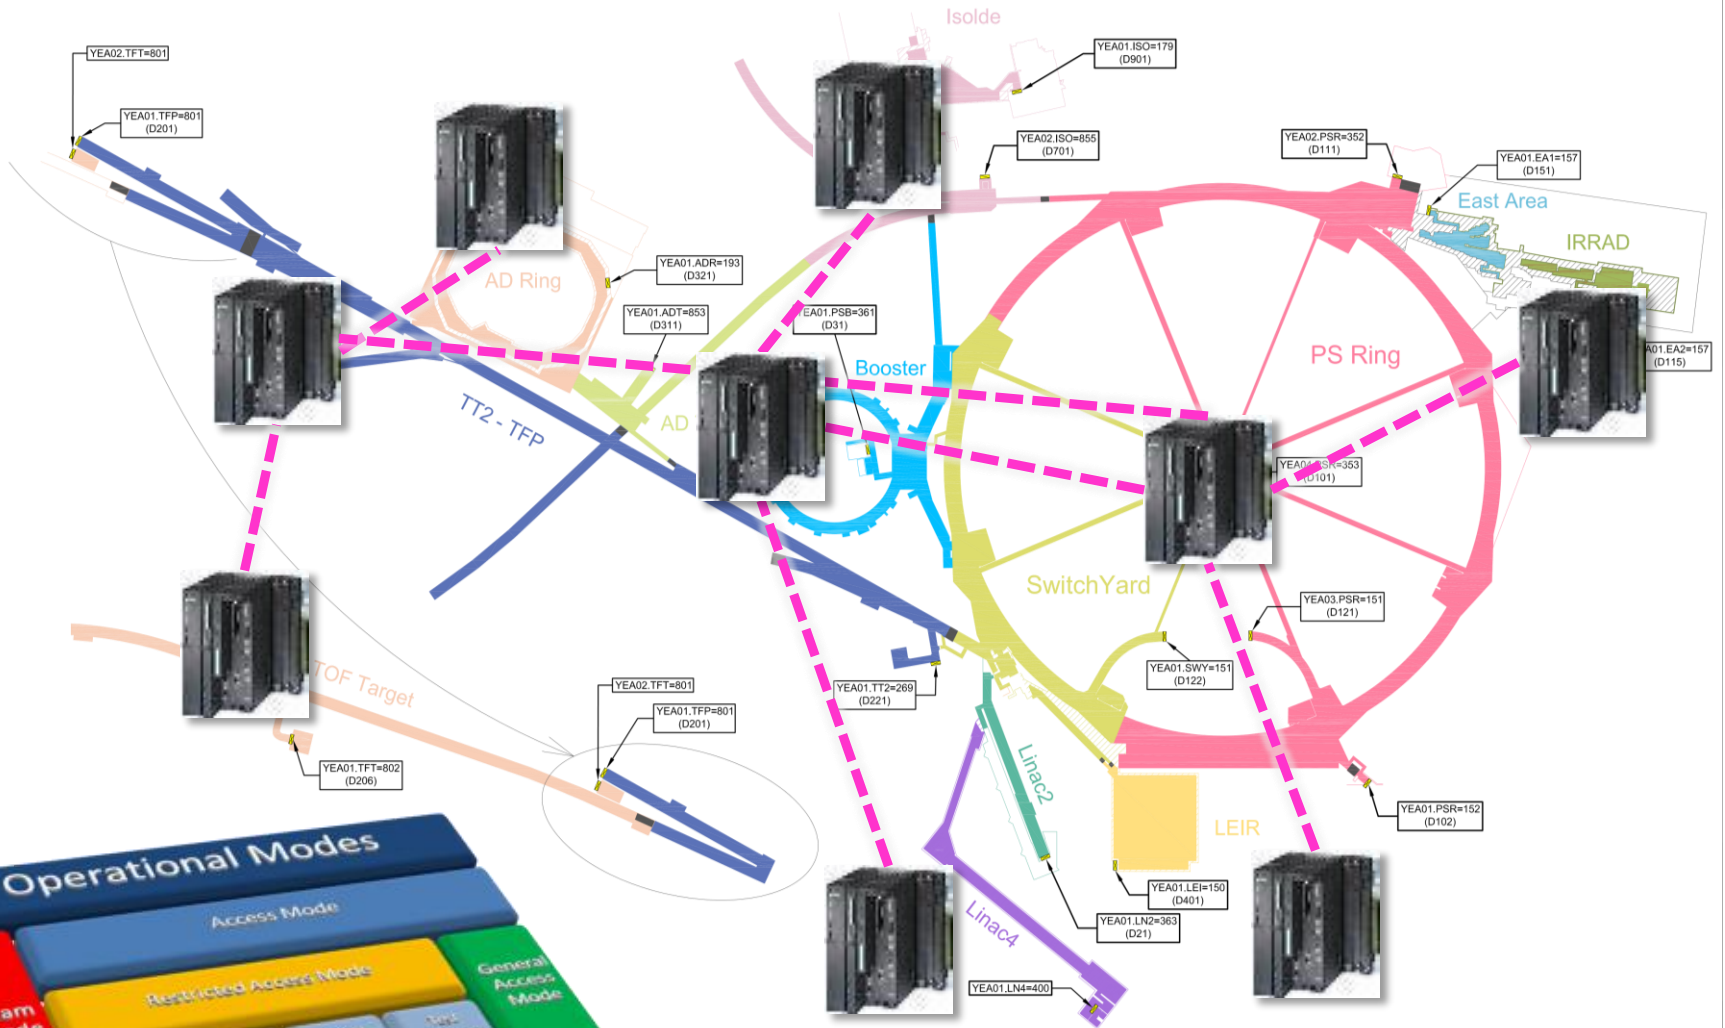 Isolde
YEA02.TFT=801
YEA01.ISO=179
(D901)
YEA01.TFP=801
(D201)
YEA02.ISO=855
(D701)
YEA02.PSR=352
(D111)
YEA01.EA1=157
(D151)
East Area
IRRAD
YEA01.ADR=193
(D321)
AD Ring
YEA01.ADT=853
(D311)
EA01.PSB=361
(D31)
Booster
PS Ring
A01.EA2=157
(D115)
TT2 - TFP
AD
YEA04.PSR=353
(D101)
SwitchYard
YEA03.PSR=151
(D121)
YEA01.SWY=151
(D122)
TOF Target
YEA02.TFT=801
YEA01.TFP=801
(D201)
YEA01.TT2=269
(D221)
YEA01.TFT=802
(D206)
Linac2
LEIR
YEA01.PSR=152
(D102)
YEA01.LEI=150
(D401)
YEA01.LN2=363
(D21)
Linac4
YEA01.LN4=400
Operational Modes
Access Mode
Restricted Access Mode
General
Access
Mode
Test